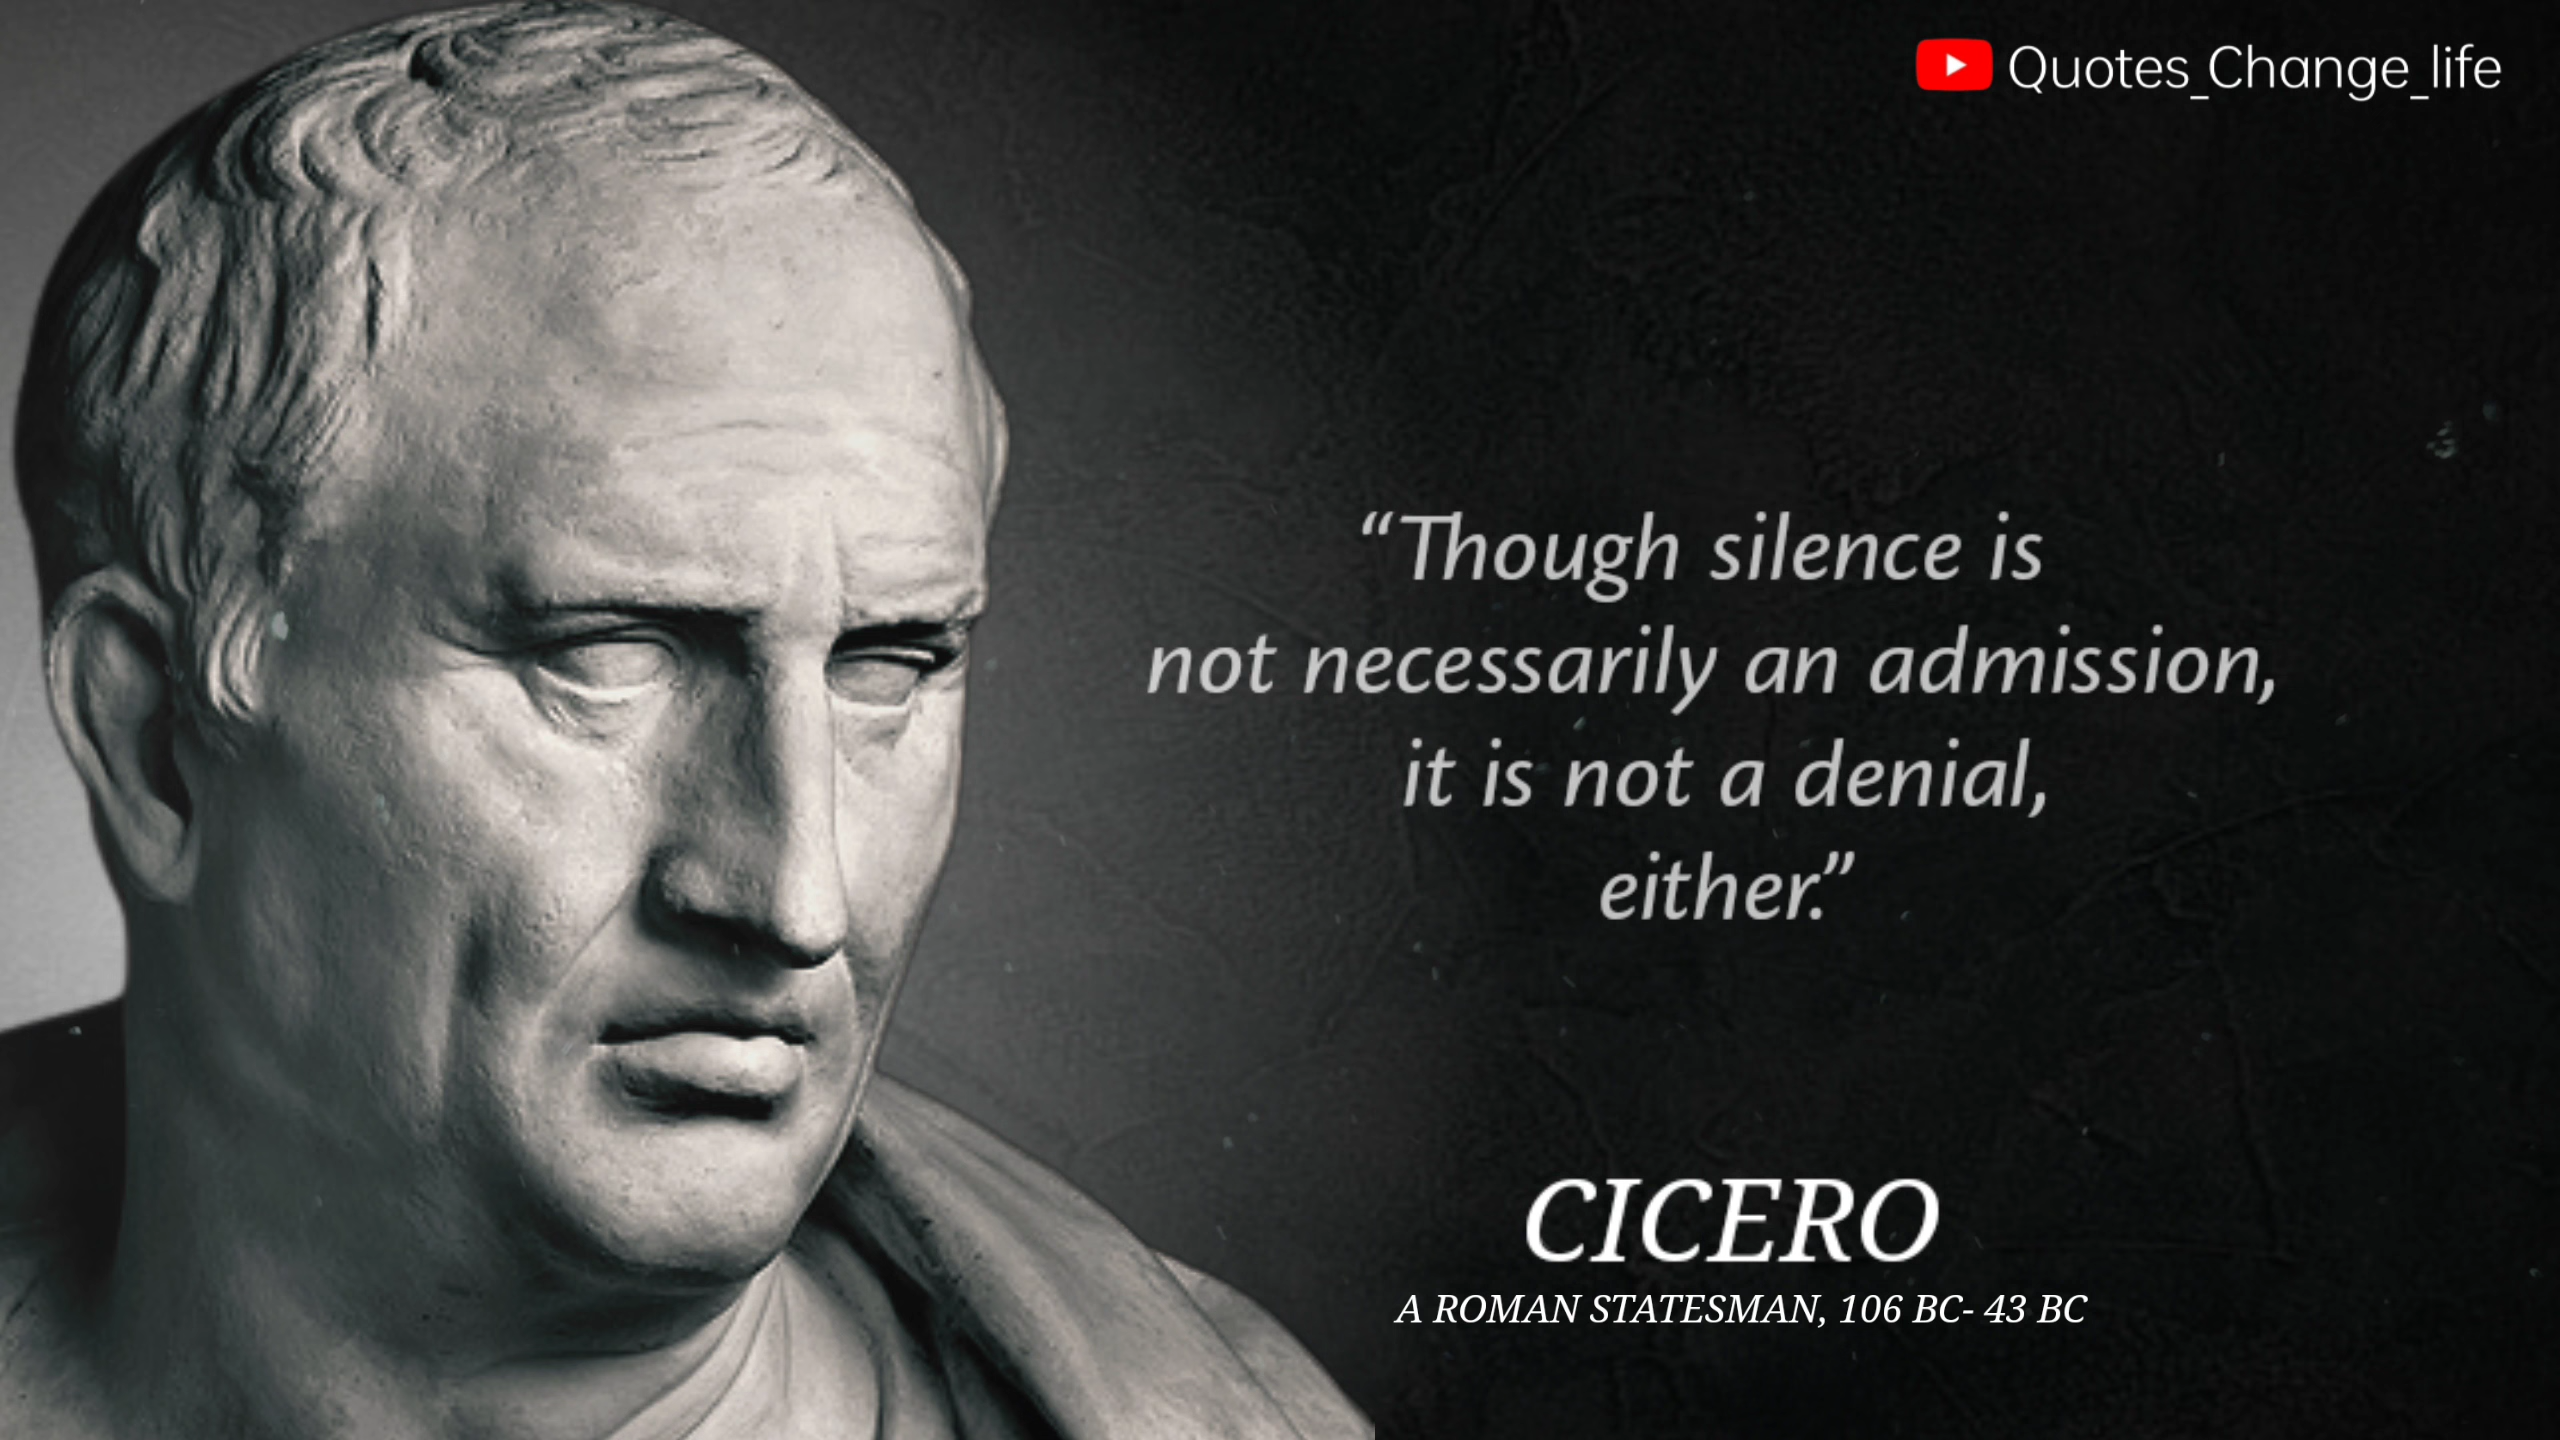 Quotes_Change_life
“Though silence is
not necessarily an admission,
it is not a denial,
either.”
CICERO
A ROMAN STATESMAN, 106 BC- 43 BC